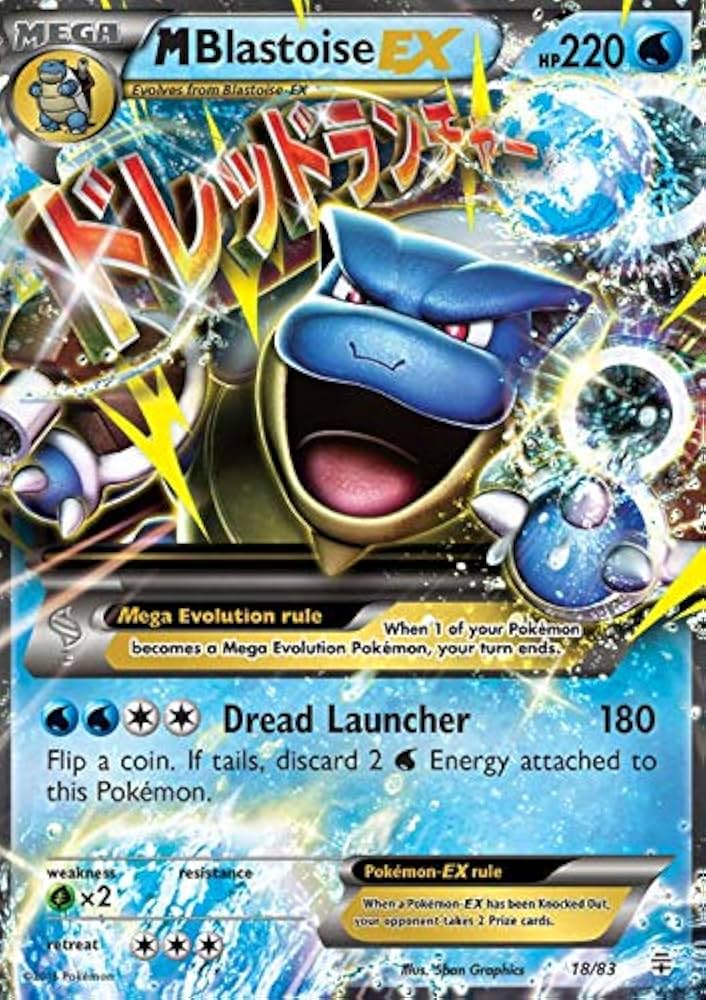 MEGA
MBlastoise EX HP220
Evolves from Blastoise-EX
ドレッドランチャー
Mega Evolution rule
When 1 of your Pokémon
becomes a Mega Evolution Pokémon, your turn ends.
Dread Launcher 180
Flip a coin. If tails, discard 2 Energy attached to
this Pokémon.
weakness resistance
×2
Pokémon-EX rule
When a Pokémon-EX has been Knocked Out,
your opponent takes 2 Prize cards.
retreat
Pokémon
Illus. 5ban Graphics 18/83